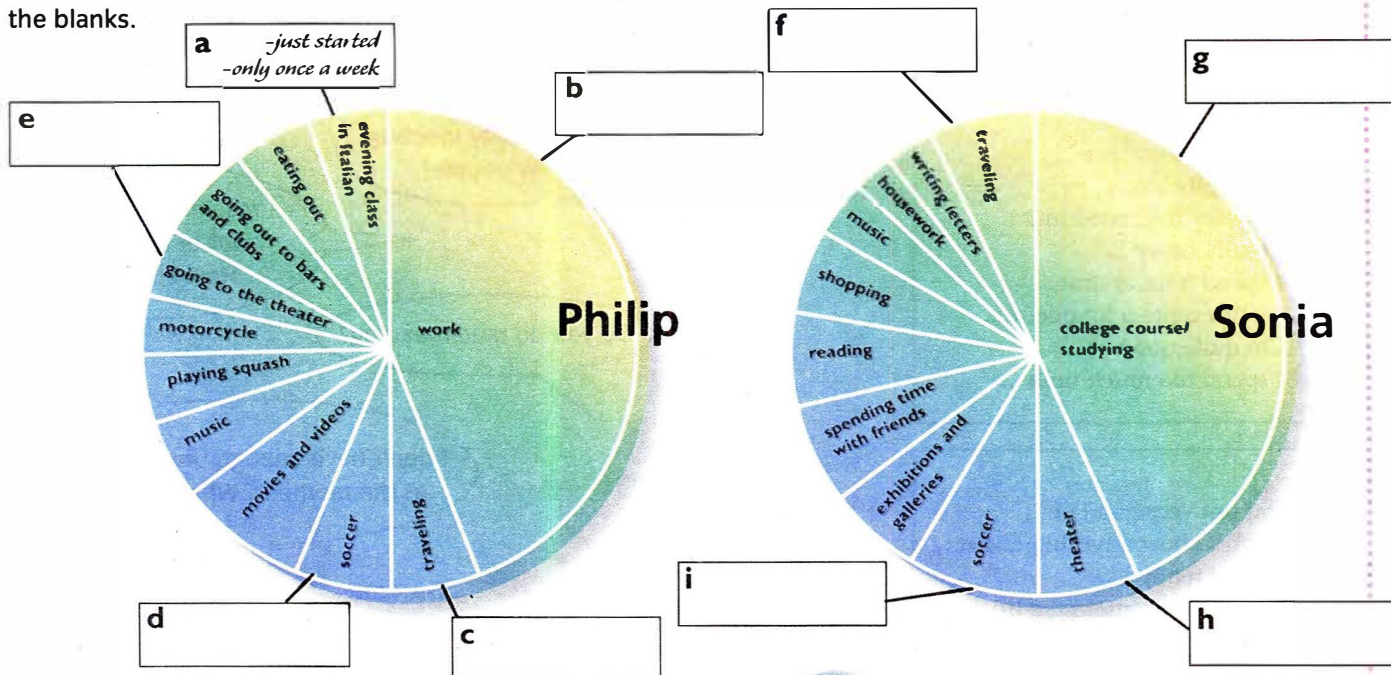 the blanks.
a -just started
-only once a week
b
e
evening class
in Italian
eating out
going out to bars
and clubs
going to the theater
motorcycle
playing squash
music
movies and videos
soccer
traveling
work
Philip
d
c
f
g
traveling
writing letters
housework
music
shopping
reading
spending time
with friends
exhibitions and
galleries
soccer
theater
college course/
studying
Sonia
i
h